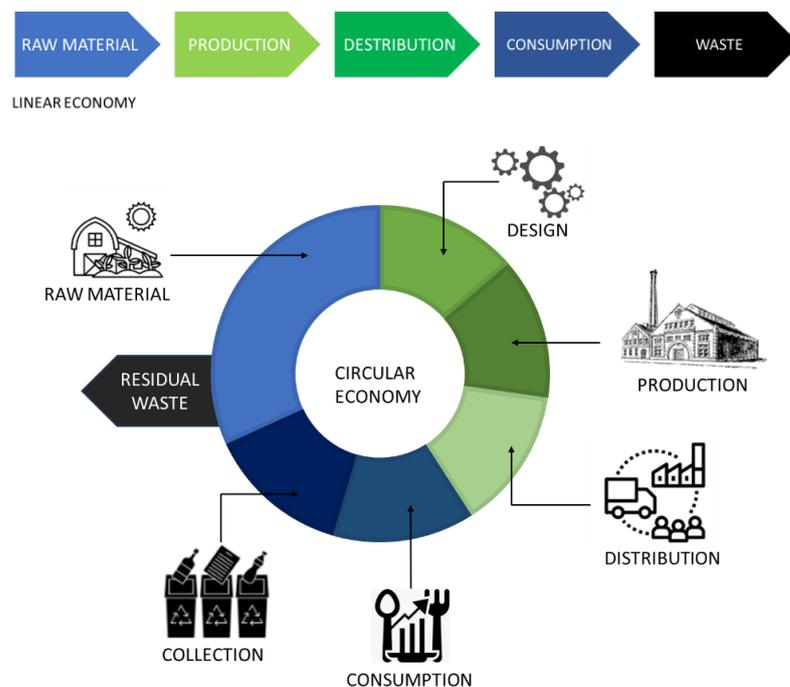 RAW MATERIAL
PRODUCTION
DESTRIBUTION
CONSUMPTION
WASTE
LINEAR ECONOMY
DESIGN
RAW MATERIAL
CIRCULAR
ECONOMY
RESIDUAL
WASTE
PRODUCTION
DISTRIBUTION
COLLECTION
CONSUMPTION